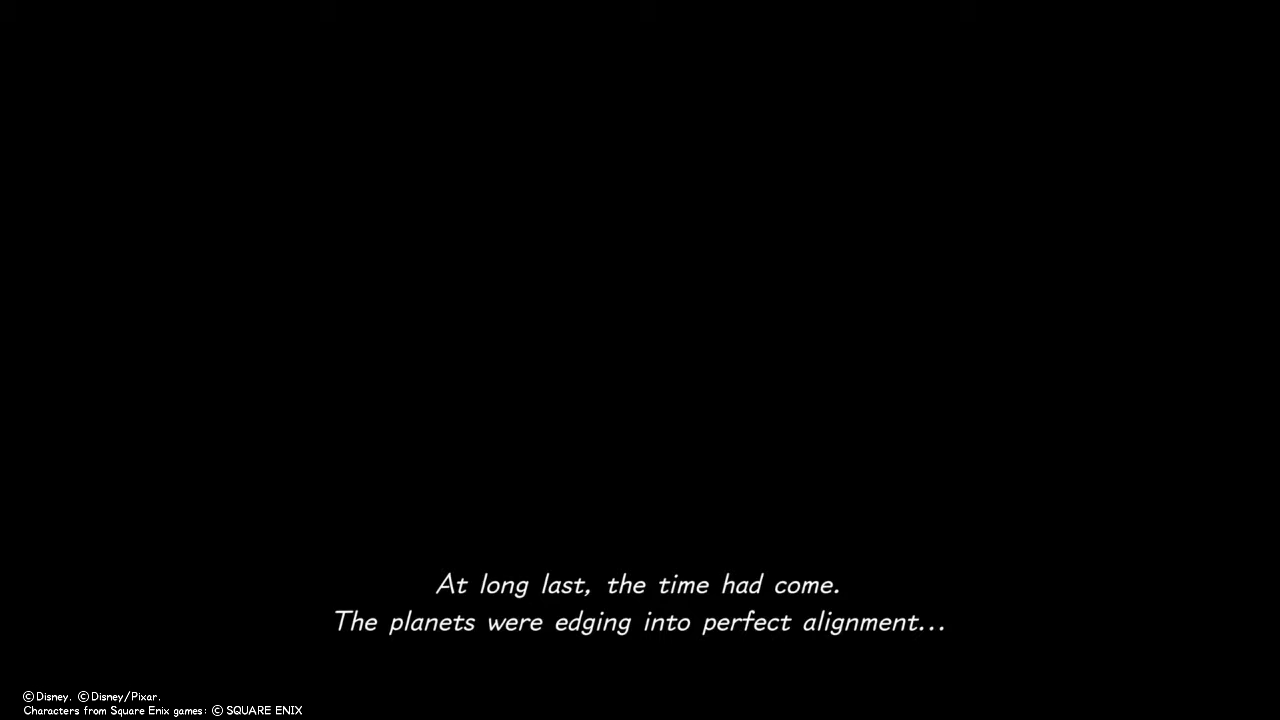 At long last, the time had come.
The planets were edging into perfect alignment...
©Disney. ©Disney/Pixar.
Characters from Square Enix games: © SQUARE ENIX